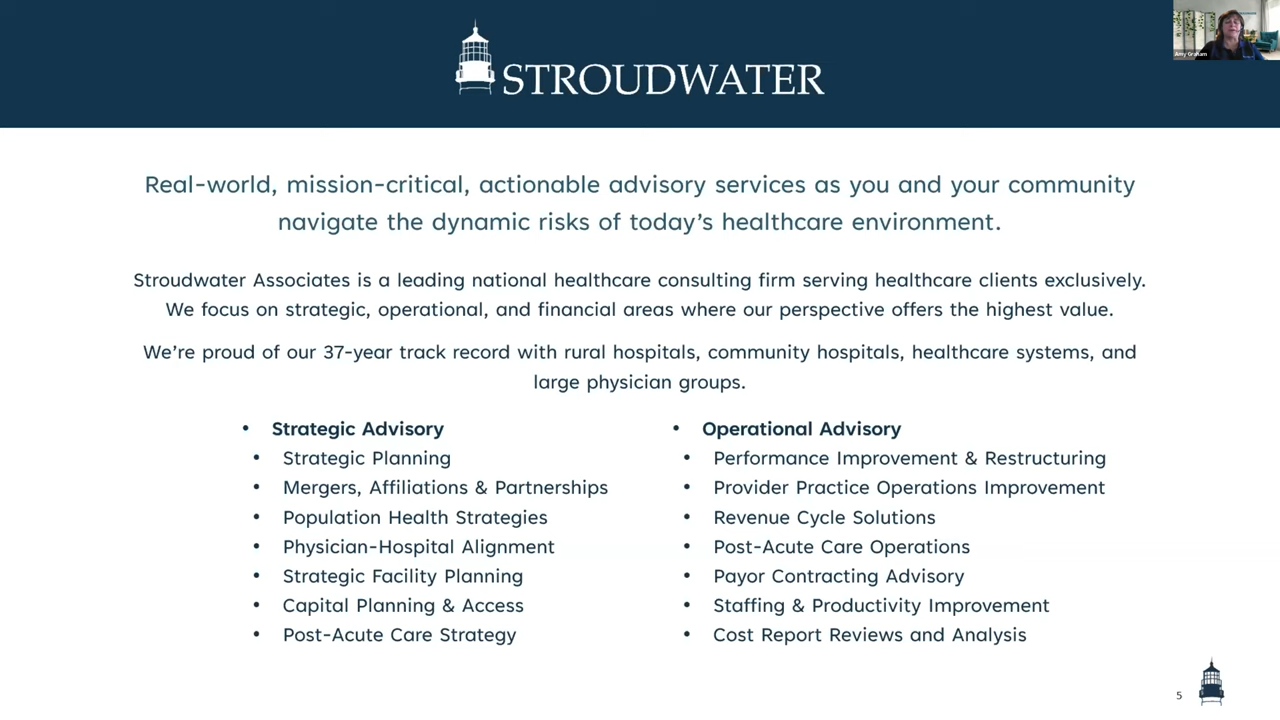 STROUDWATER
Amy Graham
Real-world, mission-critical, actionable advisory services as you and your community
navigate the dynamic risks of today's healthcare environment.
Stroudwater Associates is a leading national healthcare consulting firm serving healthcare clients exclusively.
We focus on strategic, operational, and financial areas where our perspective offers the highest value.
We're proud of our 37-year track record with rural hospitals, community hospitals, healthcare systems, and
large physician groups.
• Strategic Advisory
• Strategic Planning
• Mergers, Affiliations & Partnerships
• Population Health Strategies
• Physician-Hospital Alignment
• Strategic Facility Planning
• Capital Planning & Access
• Post-Acute Care Strategy
• Operational Advisory
• Performance Improvement & Restructuring
• Provider Practice Operations Improvement
• Revenue Cycle Solutions
• Post-Acute Care Operations
• Payor Contracting Advisory
• Staffing & Productivity Improvement
• Cost Report Reviews and Analysis
5